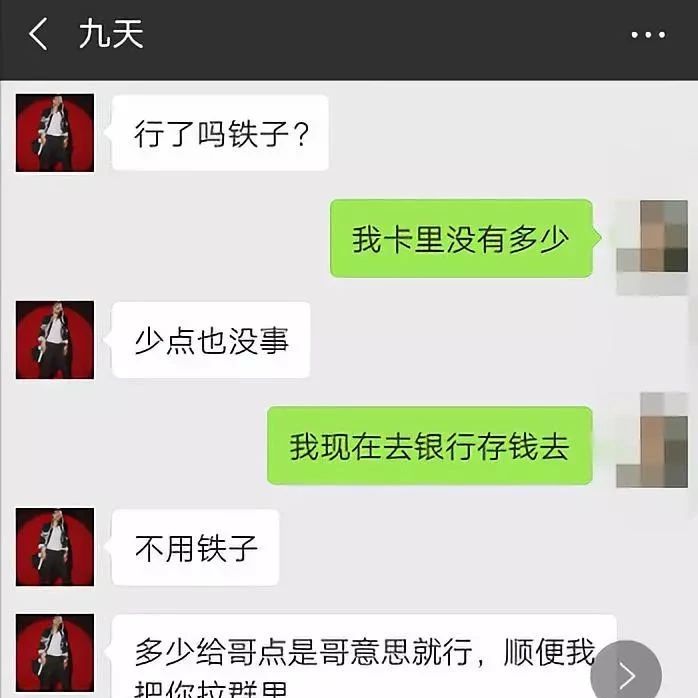 九天
行了吗铁子?
我卡里没有多少
少点也没事
我现在去银行存钱去
不用铁子
多少给哥点是哥意思就行，顺便我
把你拉群里